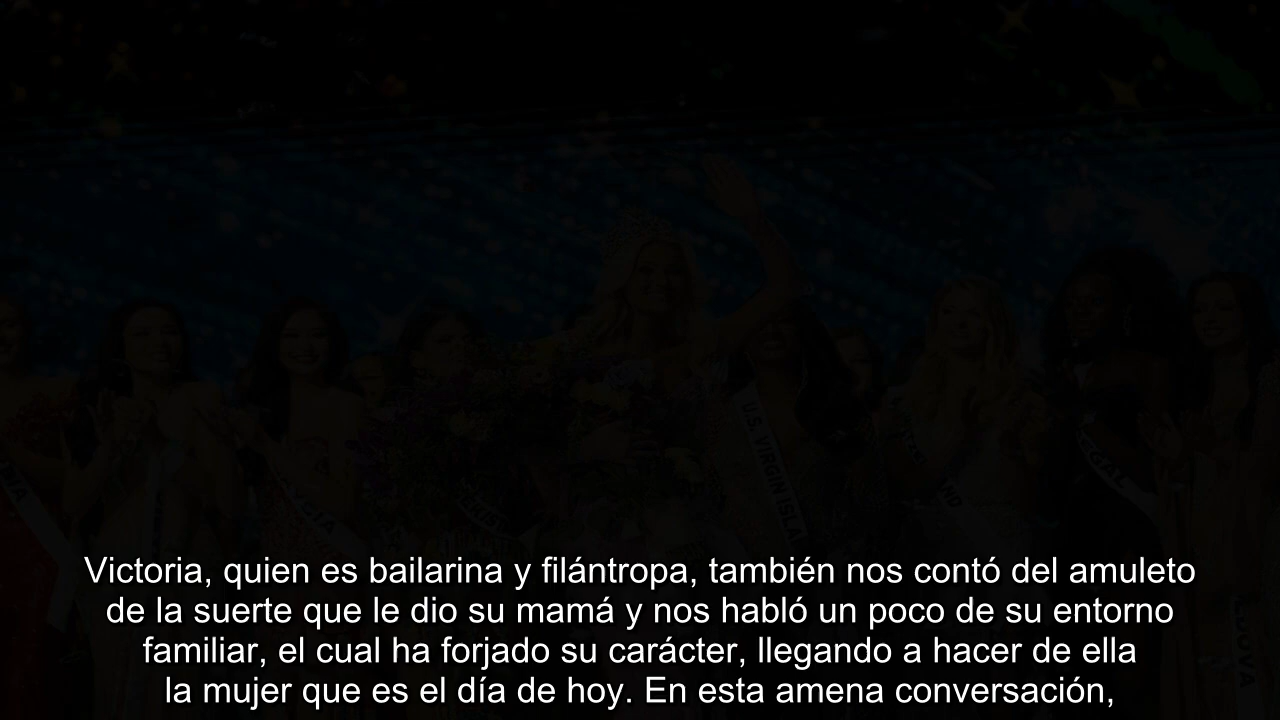 U.S. VIRGIN ISLA
Victoria, quien es bailarina y filántropa, también nos contó del amuleto
de la suerte que le dio su mamá y nos habló un poco de su entorno
familiar, el cual ha forjado su carácter, llegando a hacer de ella
la mujer que es el día de hoy. En esta amena conversación,